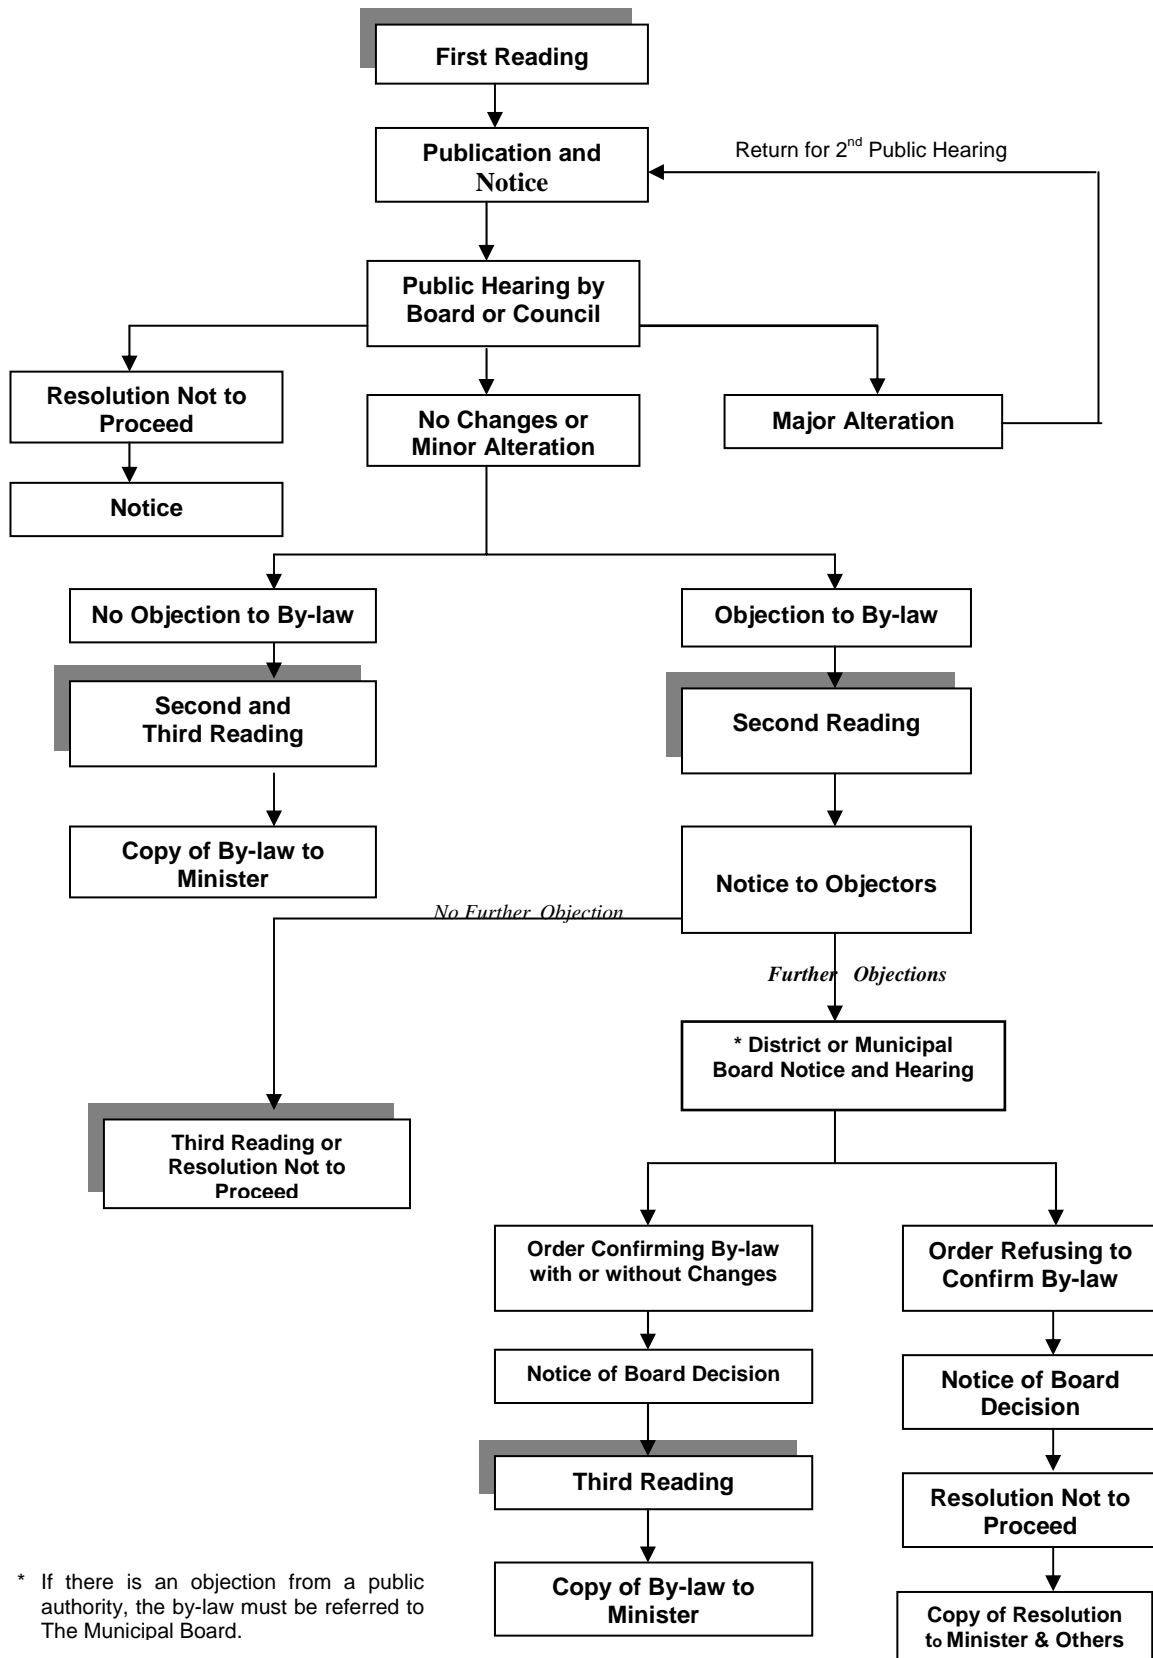 First Reading
Publication and
Notice
Return for 2nd Public Hearing
Public Hearing by
Board or Council
Resolution Not to
Proceed
No Changes or
Minor Alteration
Major Alteration
Notice
No Objection to By-law
Objection to By-law
Second and
Third Reading
Second Reading
Copy of By-law to
Minister
Notice to Objectors
No Further Objection
Further Objections
* District or Municipal
Board Notice and Hearing
Third Reading or
Resolution Not to
Proceed
Order Confirming By-law
with or without Changes
Order Refusing to
Confirm By-law
Notice of Board Decision
Notice of Board
Decision
Third Reading
Resolution Not to
Proceed
Copy of By-law to
Minister
Copy of Resolution
to Minister & Others
* If there is an objection from a public
authority, the by-law must be referred to
The Municipal Board.